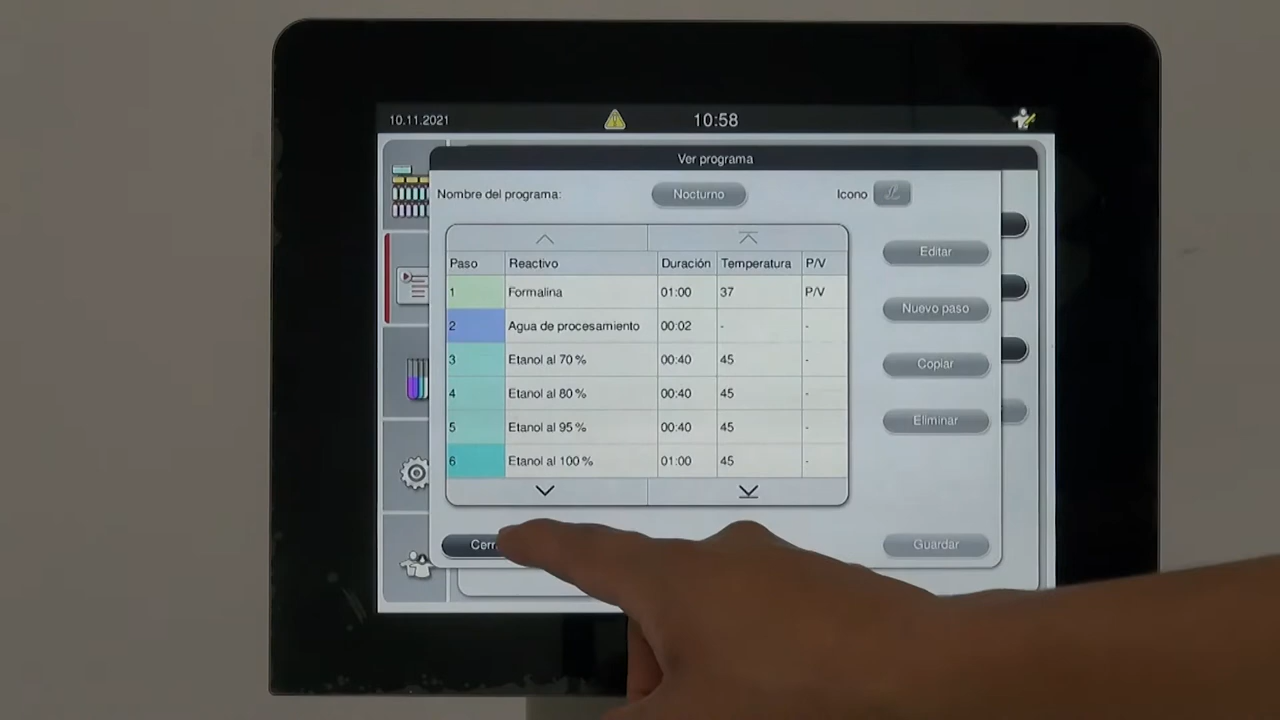 10.11.2021 10:58
Ver programa
Nombre del programa: Nocturno Icono
Paso Reactivo Duración Temperatura P/V
1 Formalina 01:00 37 P/V
2 Agua de procesamiento 00:02 - -
3 Etanol al 70 % 00:40 45 -
4 Etanol al 80 % 00:40 45 -
5 Etanol al 95 % 00:40 45 -
6 Etanol al 100 % 01:00 45 -
Editar
Nuevo paso
Copiar
Eliminar
Guardar